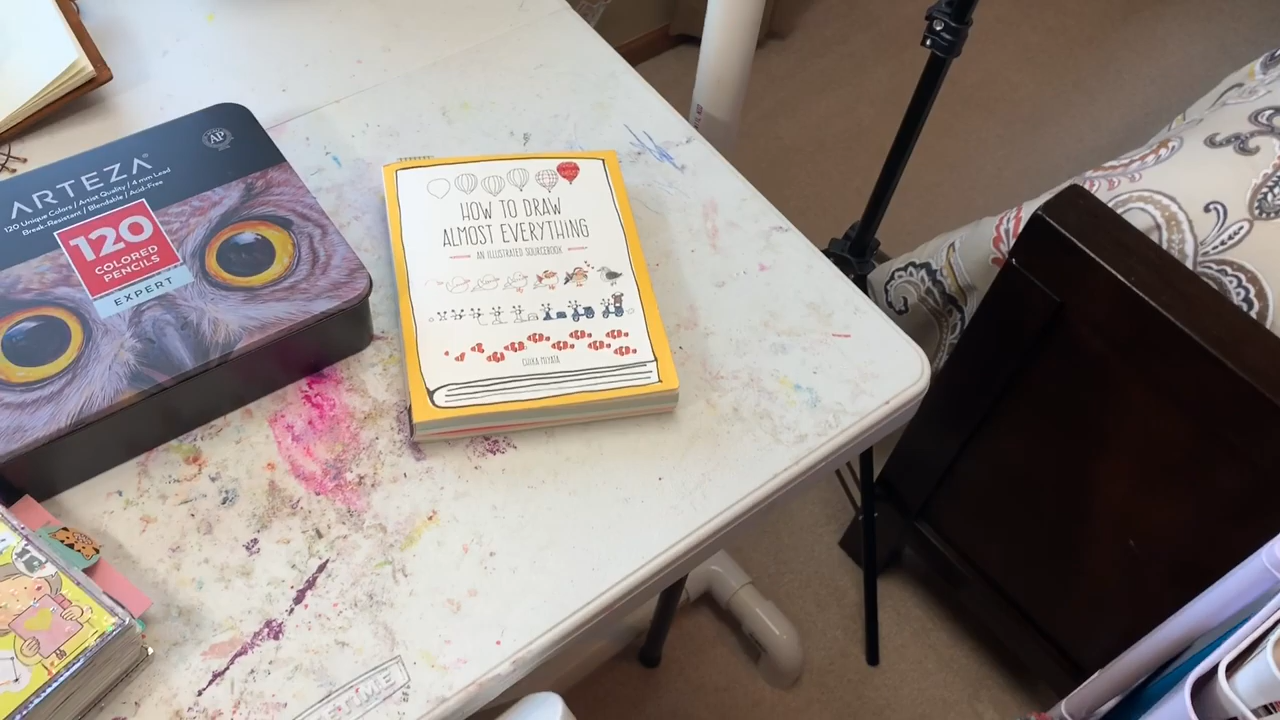 AP
ARTEZA
120 Unique Colors / Artist Quality / 4 mm Lead
Break-Resistant / Blendable / Acid-Free
120
COLORED
PENCILS
EXPERT
HOW TO DRAW
ALMOST EVERYTHING
AN ILLUSTRATED SOURCEBOOK
CHIKA MIYATA